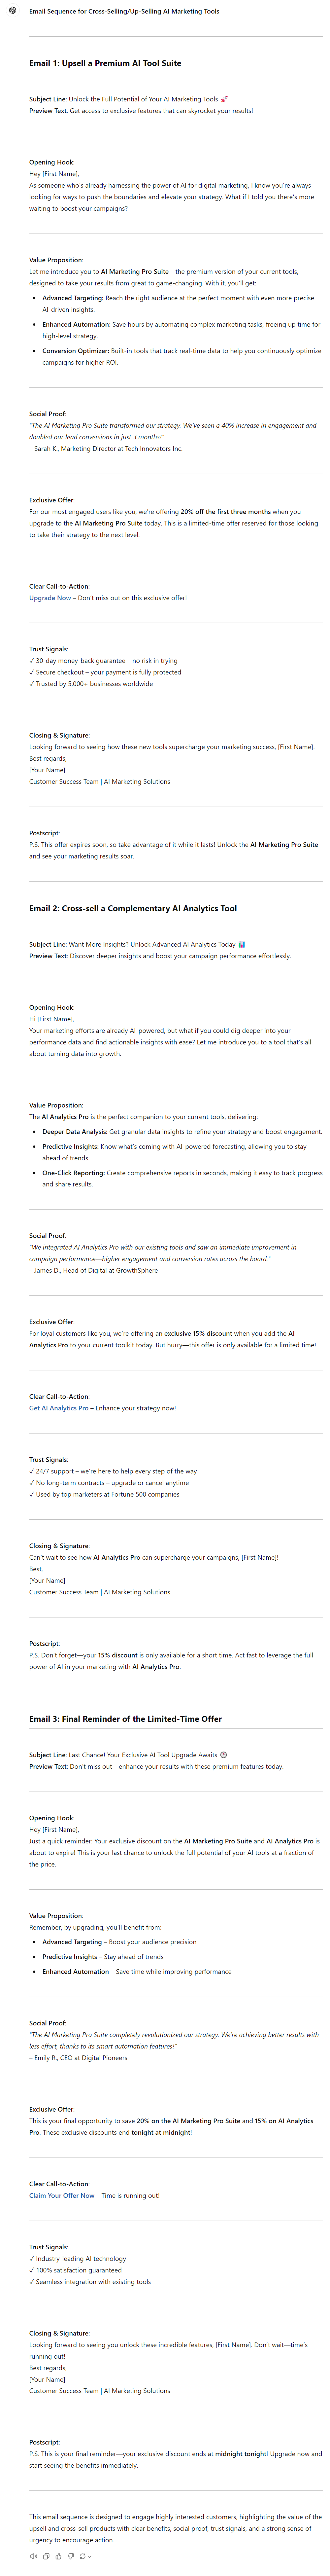 Email Sequence for Cross-Selling/Up-Selling AI Marketing Tools
Email 1: Upsell a Premium AI Tool Suite
Subject Line: Unlock the Full Potential of Your AI Marketing Tools 🚀
Preview Text: Get access to exclusive features that can skyrocket your results!
Opening Hook:
Hey [First Name],
As someone who's already harnessing the power of AI for digital marketing, I know you're always
looking for ways to push the boundaries and elevate your strategy. What if I told you there's more
waiting to boost your campaigns?
Value Proposition:
Let me introduce you to AI Marketing Pro Suite—the premium version of your current tools,
designed to take your results from great to game-changing. With it, you'll get:
• Advanced Targeting: Reach the right audience at the perfect moment with even more precise
AI-driven insights.
• Enhanced Automation: Save hours by automating complex marketing tasks, freeing up time for
high-level strategy.
• Conversion Optimizer: Built-in tools that track real-time data to help you continuously optimize
campaigns for higher ROI.
Social Proof:
"The AI Marketing Pro Suite transformed our strategy. We've seen a 40% increase in engagement and
doubled our lead conversions in just 3 months!"
– Sarah K., Marketing Director at Tech Innovators Inc.
Exclusive Offer:
For our most engaged users like you, we're offering 20% off the first three months when you
upgrade to the AI Marketing Pro Suite today. This is a limited-time offer reserved for those looking
to take their strategy to the next level.
Clear Call-to-Action:
Upgrade Now – Don't miss out on this exclusive offer!
Trust Signals:
✓ 30-day money-back guarantee – no risk in trying
✓ Secure checkout – your payment is fully protected
✓ Trusted by 5,000+ businesses worldwide
Closing & Signature:
Looking forward to seeing how these new tools supercharge your marketing success, [First Name].
Best regards,
[Your Name]
Customer Success Team | AI Marketing Solutions
Postscript:
P.S. This offer expires soon, so take advantage of it while it lasts! Unlock the AI Marketing Pro Suite
and see your marketing results soar.
Email 2: Cross-sell a Complementary AI Analytics Tool
Subject Line: Want More Insights? Unlock Advanced AI Analytics Today 📊
Preview Text: Discover deeper insights and boost your campaign performance effortlessly.
Opening Hook:
Hi [First Name],
Your marketing efforts are already AI-powered, but what if you could dig deeper into your
performance data and find actionable insights with ease? Let me introduce you to a tool that's all
about turning data into growth.
Value Proposition:
The AI Analytics Pro is the perfect companion to your current tools, delivering:
• Deeper Data Analysis: Get granular data insights to refine your strategy and boost engagement.
• Predictive Insights: Know what's coming with AI-powered forecasting, allowing you to stay
ahead of trends.
• One-Click Reporting: Create comprehensive reports in seconds, making it easy to track progress
and share results.
Social Proof:
"We integrated AI Analytics Pro with our existing tools and saw an immediate improvement in
campaign performance—higher engagement and conversion rates across the board."
– James D., Head of Digital at GrowthSphere
Exclusive Offer:
For loyal customers like you, we're offering an exclusive 15% discount when you add the AI
Analytics Pro to your current toolkit today. But hurry—this offer is only available for a limited time!
Clear Call-to-Action:
Get AI Analytics Pro – Enhance your strategy now!
Trust Signals:
✓ 24/7 support – we're here to help every step of the way
✓ No long-term contracts – upgrade or cancel anytime
✓ Used by top marketers at Fortune 500 companies
Closing & Signature:
Can't wait to see how AI Analytics Pro can supercharge your campaigns, [First Name]!
Best,
[Your Name]
Customer Success Team | AI Marketing Solutions
Postscript:
P.S. Don't forget—your 15% discount is only available for a short time. Act fast to leverage the full
power of AI in your marketing with AI Analytics Pro.
Email 3: Final Reminder of the Limited-Time Offer
Subject Line: Last Chance! Your Exclusive AI Tool Upgrade Awaits 🕒
Preview Text: Don't miss out—enhance your results with these premium features today.
Opening Hook:
Hey [First Name],
Just a quick reminder: Your exclusive discount on the AI Marketing Pro Suite and AI Analytics Pro is
about to expire! This is your last chance to unlock the full potential of your AI tools at a fraction of
the price.
Value Proposition:
Remember, by upgrading, you'll benefit from:
• Advanced Targeting – Boost your audience precision
• Predictive Insights – Stay ahead of trends
• Enhanced Automation – Save time while improving performance
Social Proof:
"The AI Marketing Pro Suite completely revolutionized our strategy. We're achieving better results with
less effort, thanks to its smart automation features!"
– Emily R., CEO at Digital Pioneers
Exclusive Offer:
This is your final opportunity to save 20% on the AI Marketing Pro Suite and 15% on AI Analytics
Pro. These exclusive discounts end tonight at midnight!
Clear Call-to-Action:
Claim Your Offer Now – Time is running out!
Trust Signals:
✓ Industry-leading AI technology
✓ 100% satisfaction guaranteed
✓ Seamless integration with existing tools
Closing & Signature:
Looking forward to seeing you unlock these incredible features, [First Name]. Don't wait—time's
running out!
Best regards,
[Your Name]
Customer Success Team | AI Marketing Solutions
Postscript:
P.S. This is your final reminder—your exclusive discount ends at midnight tonight! Upgrade now and
start seeing the benefits immediately.
This email sequence is designed to engage highly interested customers, highlighting the value of the
upsell and cross-sell products with clear benefits, social proof, trust signals, and a strong sense of
urgency to encourage action.